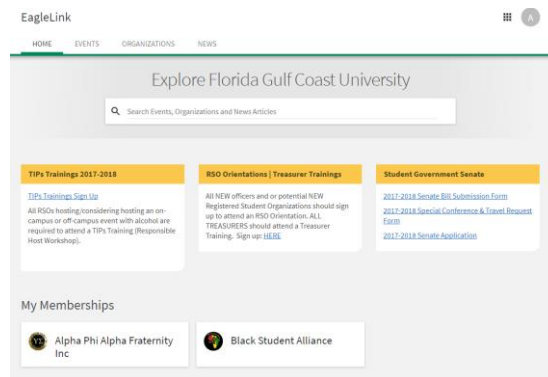 EagleLink
A
HOME
EVENTS
ORGANIZATIONS
NEWS
Explore Florida Gulf Coast University
Search Events, Organizations and News Articles
TIPs Trainings 2017-2018
TIPs Trainings Sign Up
All RSOs hosting/considering hosting an on-
campus or off-campus event with alcohol are
required to attend a TIPs Training (Responsible
Host Workshop).
RSO Orientations | Treasurer Trainings
All NEW officers and or potential NEW
Registered Student Organizations should sign
up to attend an RSO Orientation. ALL
TREASURERS should attend a Treasurer
Training. Sign up: HERE
Student Government Senate
2017-2018 Senate Bill Submission Form
2017-2018 Special Conference & Travel Request
Form
2017-2018 Senate Application
My Memberships
Alpha Phi Alpha Fraternity
Inc
Black Student Alliance